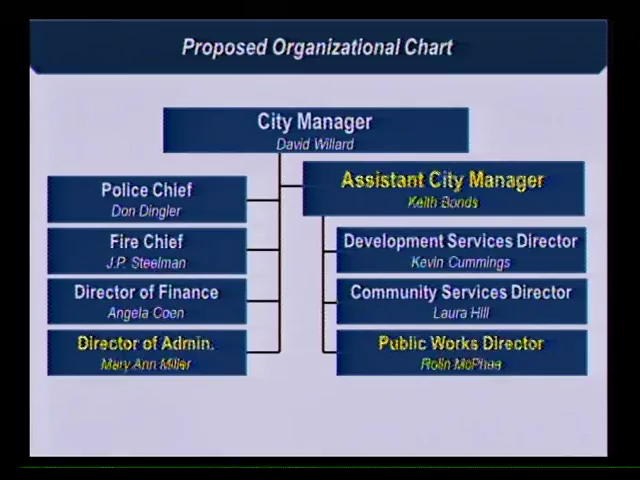 Proposed Organizational Chart
City Manager
David Willard
Assistant City Manager
Keith Bonds
Police Chief
Don Dingler
Fire Chief
J.P. Steelman
Director of Finance
Angela Coen
Director of Admin.
Mary Ann Miller
Development Services Director
Kevin Cummings
Community Services Director
Laura Hill
Public Works Director
Rolin McPhee